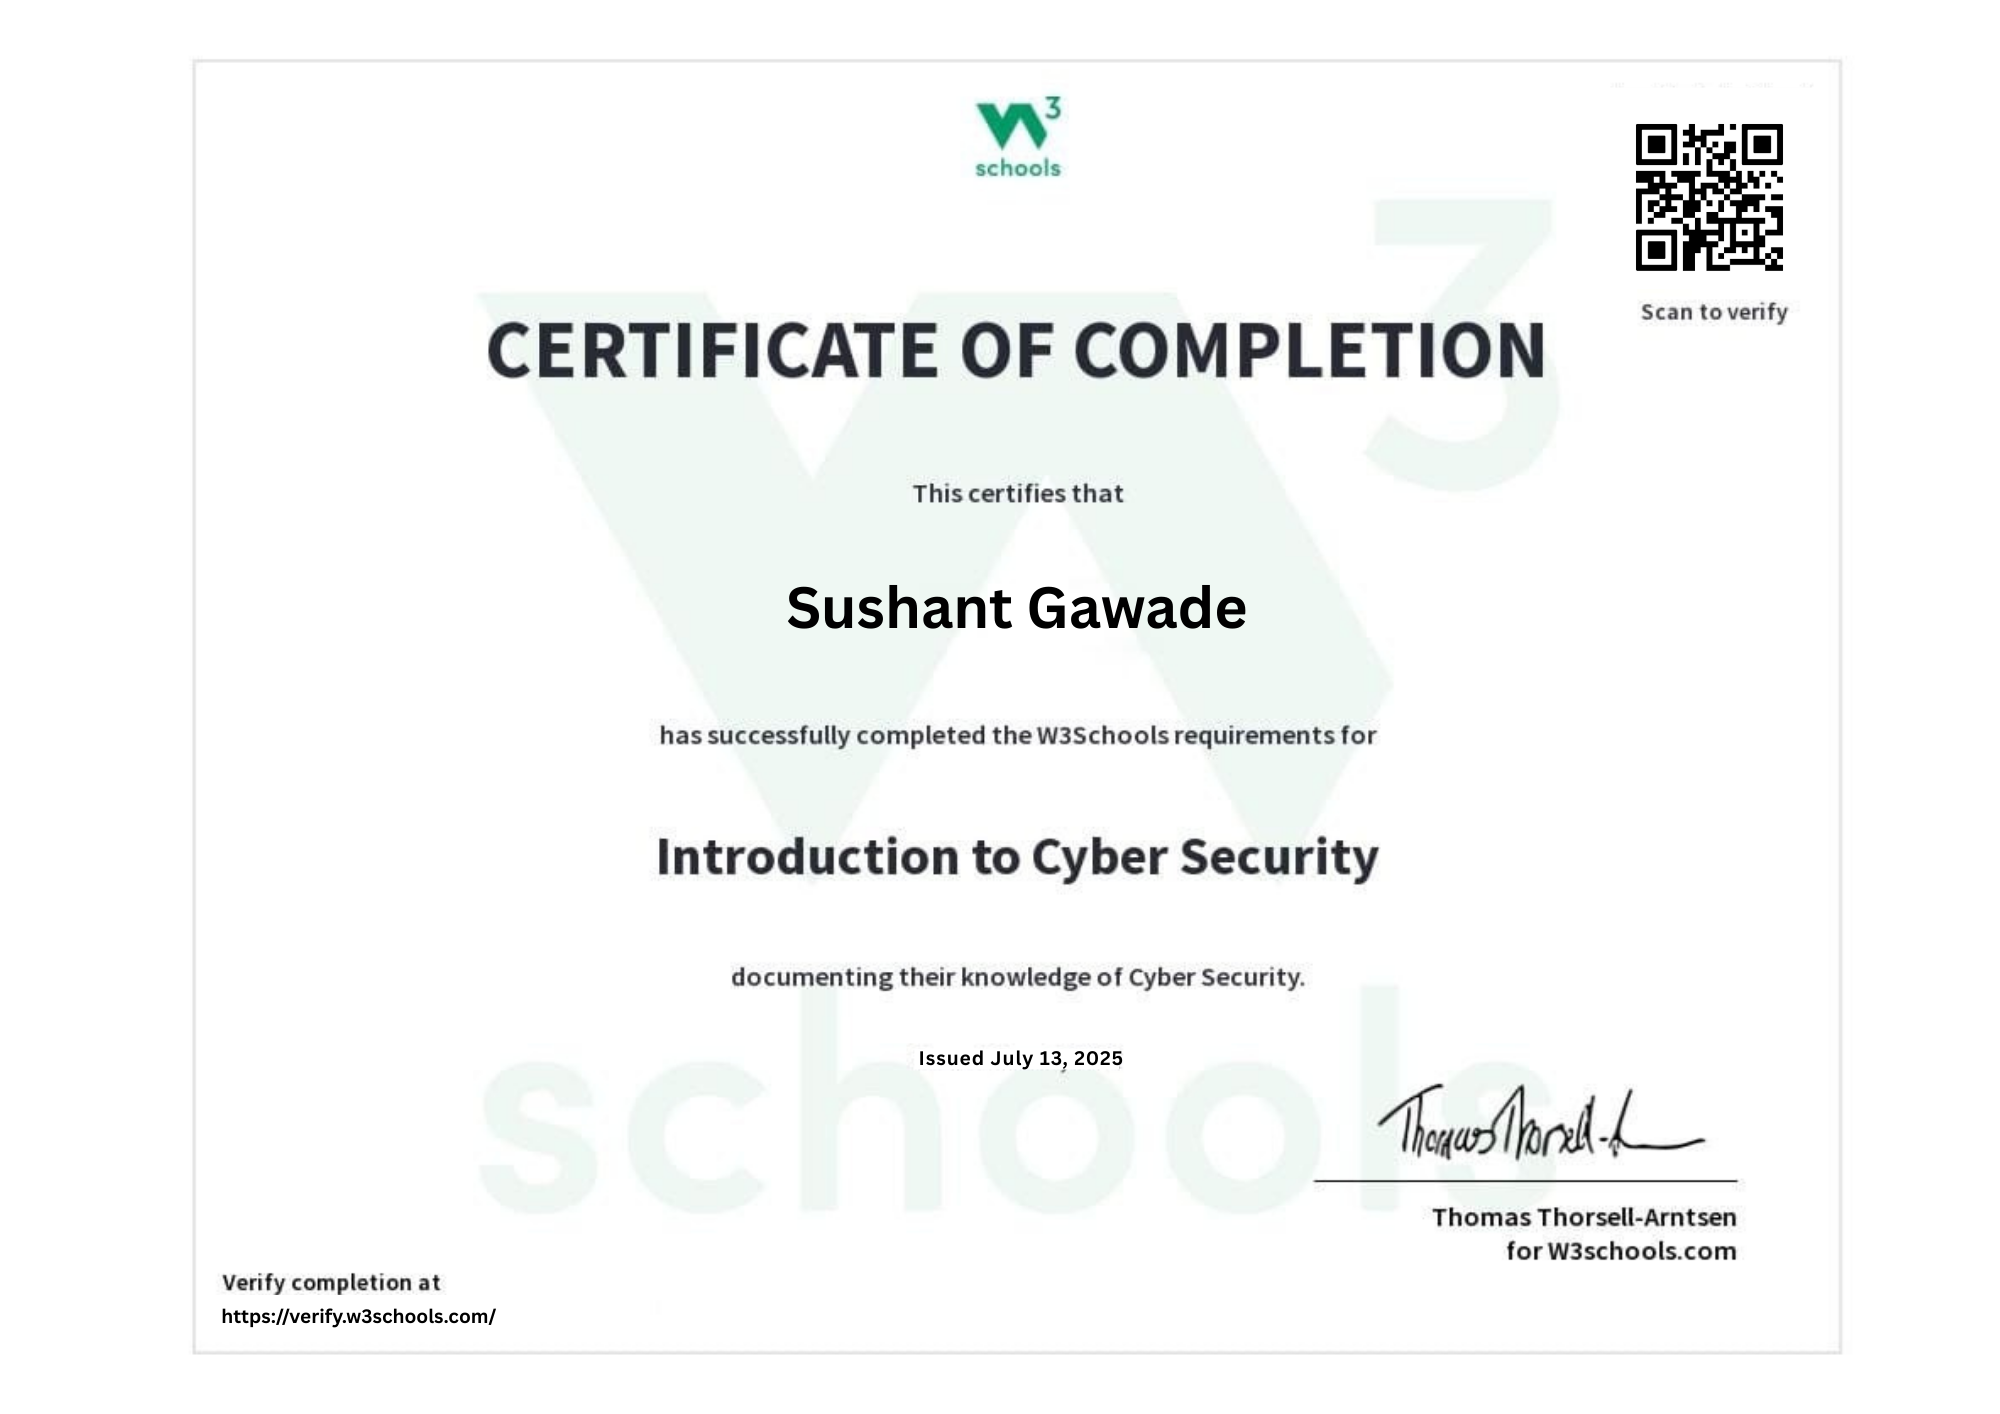 W3
schools
Scan to verify
CERTIFICATE OF COMPLETION
This certifies that
Sushant Gawade
has successfully completed the W3Schools requirements for
Introduction to Cyber Security
documenting their knowledge of Cyber Security.
Issued July 13, 2025
Thomas Thorsell-A
Thomas Thorsell-Arntsen
for W3schools.com
Verify completion at
https://verify.w3schools.com/
W3
schools